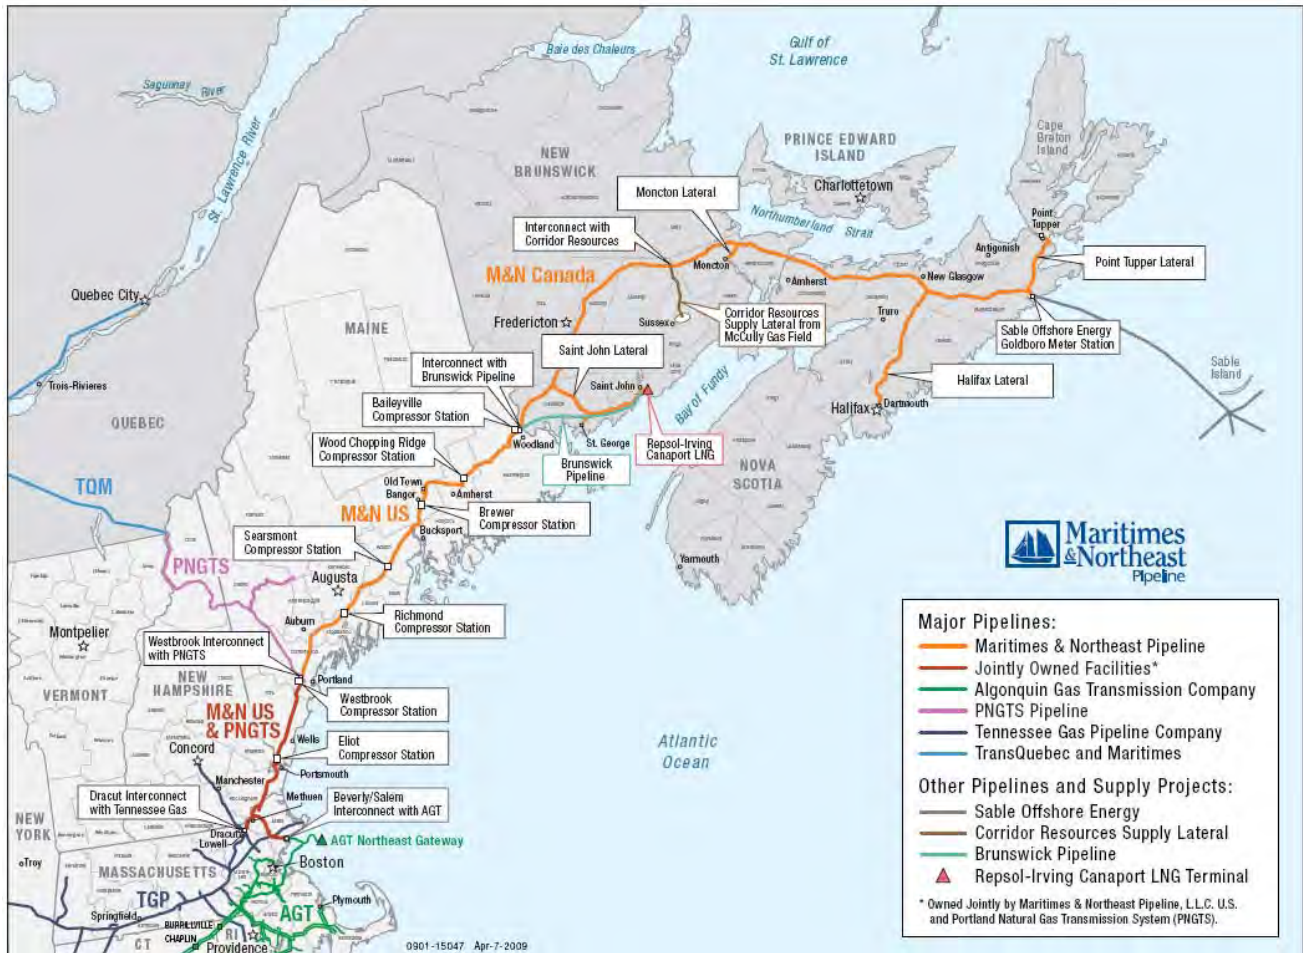 Baie des Chaleurs
Gulf of
St. Lawrence
Saguenay River
St. Lawrence River
Cape
Breton
Island
PRINCE EDWARD
ISLAND
NEW
BRUNSWICK
Moncton Lateral
Charlottetown
Northumberland Strait
Interconnect with
Corridor Resources
Point
Tupper
Antigonish
Point Tupper Lateral
M&N Canada
Moncton
Amherst
New Glasgow
Quebec City
Fredericton
Sussex
Corridor Resources
Supply Lateral from
McCully Gas Field
Truro
Sable Offshore Energy
Goldboro Meter Station
MAINE
Saint John Lateral
Interconnect with
Brunswick Pipeline
Sable
Island
Trois-Rivieres
Saint John
Bay of Fundy
Halifax Lateral
Baileyville
Compressor Station
Halifax
Dartmouth
QUEBEC
Wood Chopping Ridge
Compressor Station
Woodland
St. George
Repsol-Irving
Canaport LNG
Brunswick
Pipeline
NOVA
SCOTIA
TQM
Old Town
Bangor
Amherst
M&N US
Brewer
Compressor Station
Bucksport
Searsmont
Compressor Station
Maritimes
&Northeast
Pipeline
PNGTS
Yarmouth
Augusta
Richmond
Compressor Station
Auburn
Montpelier
Westbrook Interconnect
with PNGTS
Portland
VERMONT
NEW
HAMPSHIRE
Westbrook
Compressor Station
M&N US
& PNGTS
Wells
Eliot
Compressor Station
Atlantic
Ocean
Concord
Portsmouth
Manchester
Dracut Interconnect
with Tennessee Gas
Methuen
Beverly/Salem
Interconnect with AGT
NEW
YORK
Dracut
Lowell
AGT Northeast Gateway
Troy
Boston
MASSACHUSETTS
TGP
Plymouth
Springfield
BURRILLVILLE
AGT
CHAPLIN
RI
CT
Providence
0901-15047 Apr-7-2009
Major Pipelines:
Maritimes & Northeast Pipeline
Jointly Owned Facilities*
Algonquin Gas Transmission Company
PNGTS Pipeline
Tennessee Gas Pipeline Company
TransQuebec and Maritimes
Other Pipelines and Supply Projects:
Sable Offshore Energy
Corridor Resources Supply Lateral
Brunswick Pipeline
Repsol-Irving Canaport LNG Terminal
* Owned Jointly by Maritimes & Northeast Pipeline, L.L.C. U.S.
and Portland Natural Gas Transmission System (PNGTS).